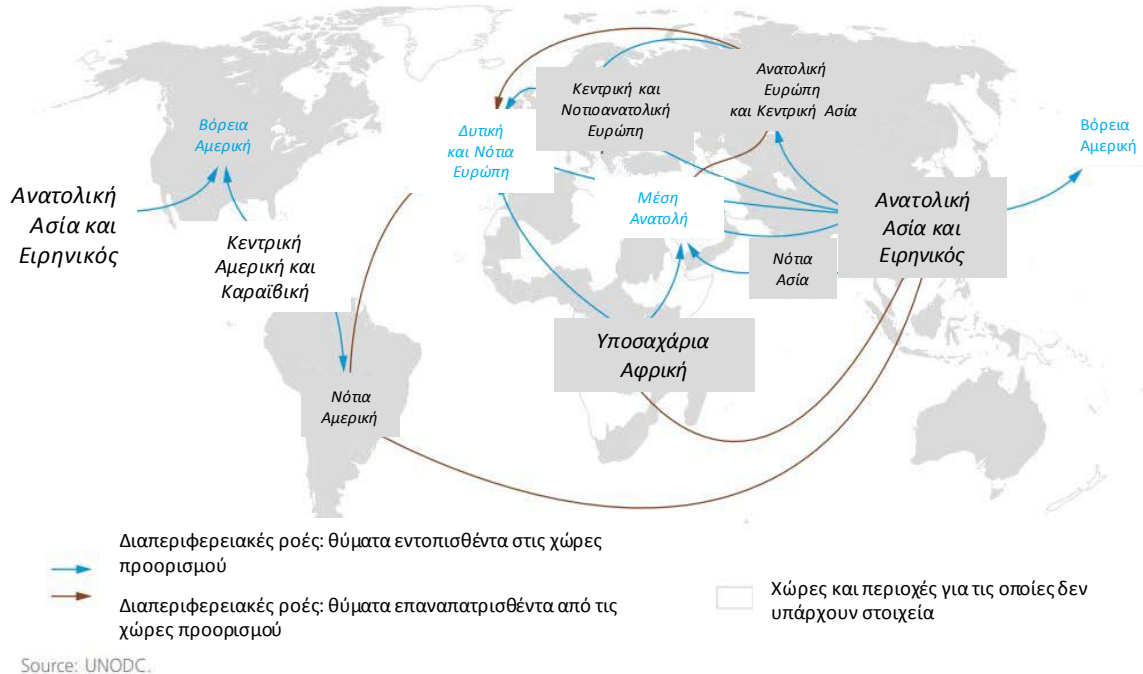 Βόρεια
Αμερική
Ανατολική
Ασία και
Ειρηνικός
Κεντρική
Αμερική και
Καραϊβική
Νότια
Αμερική
Δυτική
και Νότια
Ευρώπη
Κεντρική και
Νοτιοανατολική
Ευρώπη
Ανατολική
Ευρώπη
και Κεντρική Ασία
Μέση
Ανατολή
Νότια
Ασία
Υποσαχάρια
Αφρική
Ανατολική
Ασία και
Ειρηνικός
Βόρεια
Αμερική
Διαπεριφερειακές ροές: θύματα εντοπισθέντα στις χώρες
προορισμού
Διαπεριφερειακές ροές: θύματα επαναπατρισθέντα από τις
χώρες προορισμού
Χώρες και περιοχές για τις οποίες δεν
υπάρχουν στοιχεία
Source: UNODC.